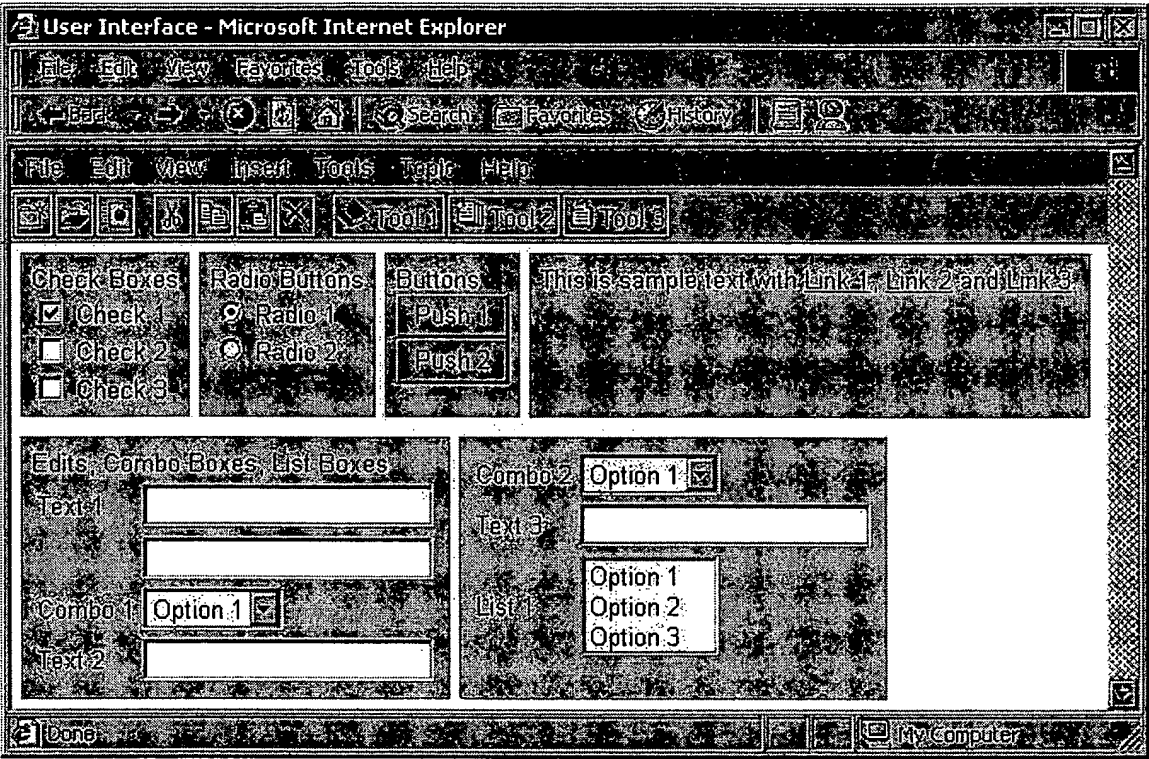 User Interface - Microsoft Internet Explorer
File Edit View Favorites Tools Help
Back Search Favorites History
File Edit View Insert Tools Topic Help
Tool 1 Tool 2 Tool 3
Check Boxes Radio Buttons Buttons This is sample text with Link 1, Link 2 and Link 3.
Check 1 Radio 1 Push 1
Check 2 Radio 2 Push 2
Check 3
Edits, Combo Boxes, List Boxes
Text 1
Combo 1 Option 1
Text 2
Combo 2 Option 1
Text 3
List 1 Option 1
Option 2
Option 3
Done My Computer